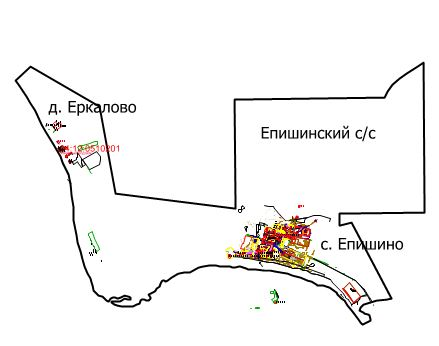 д. Еркалово
Епишинский с/с
с. Епишино